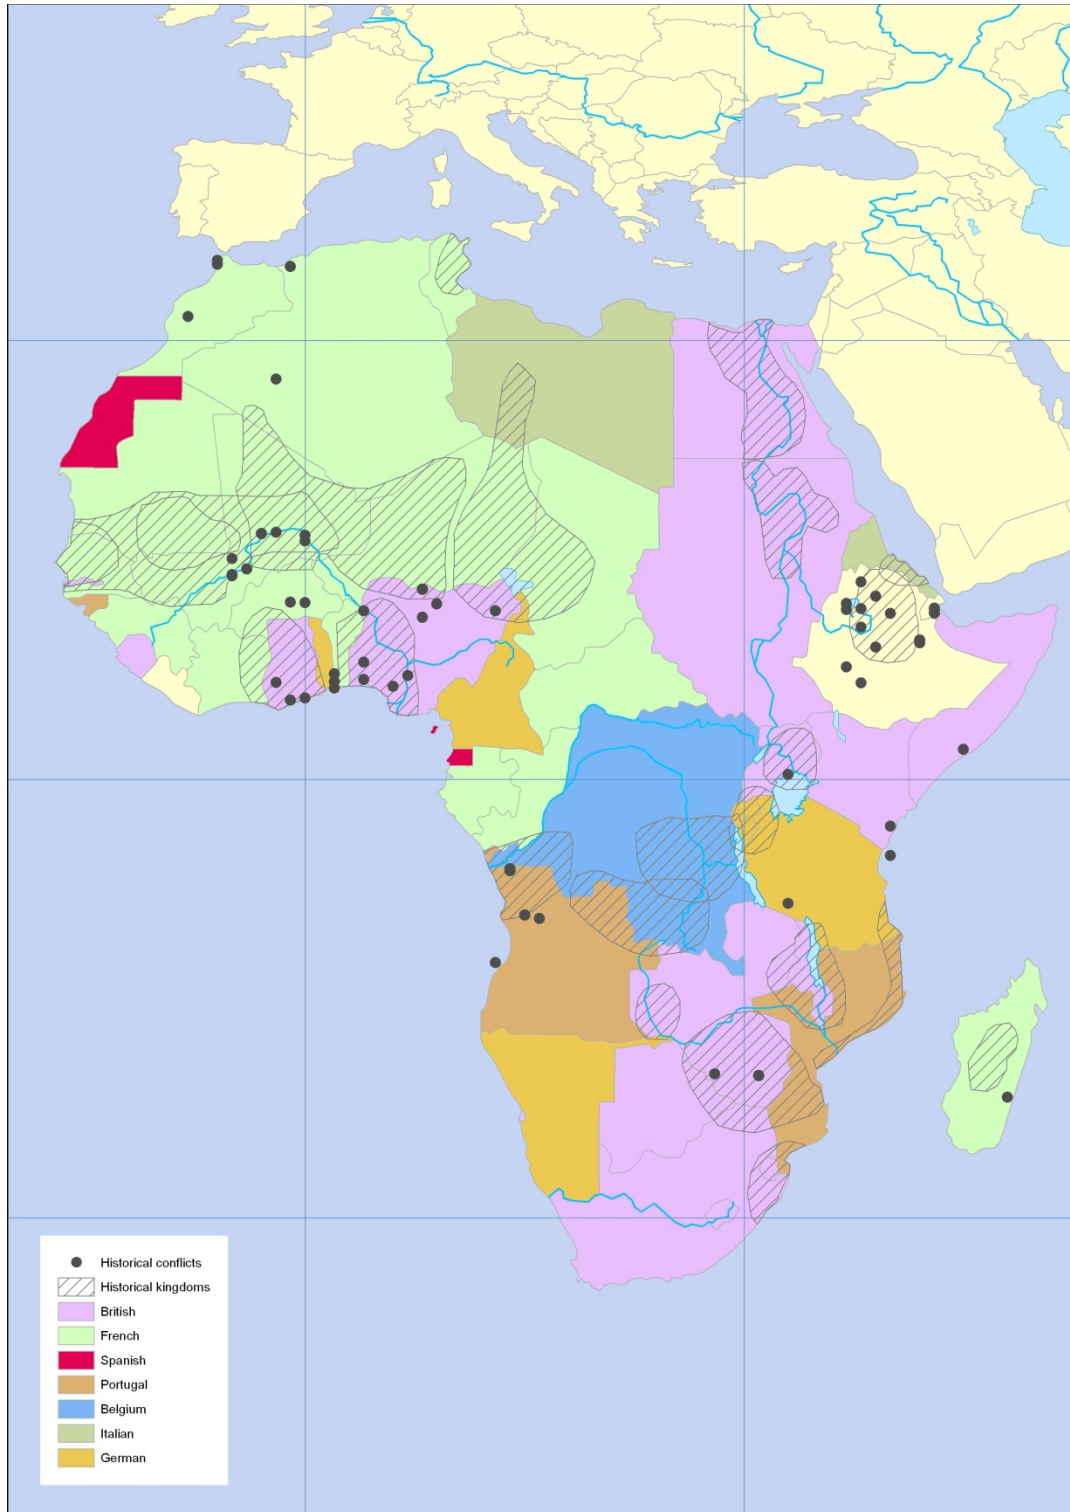 Historical conflicts
Historical kingdoms
British
French
Spanish
Portugal
Belgium
Italian
German